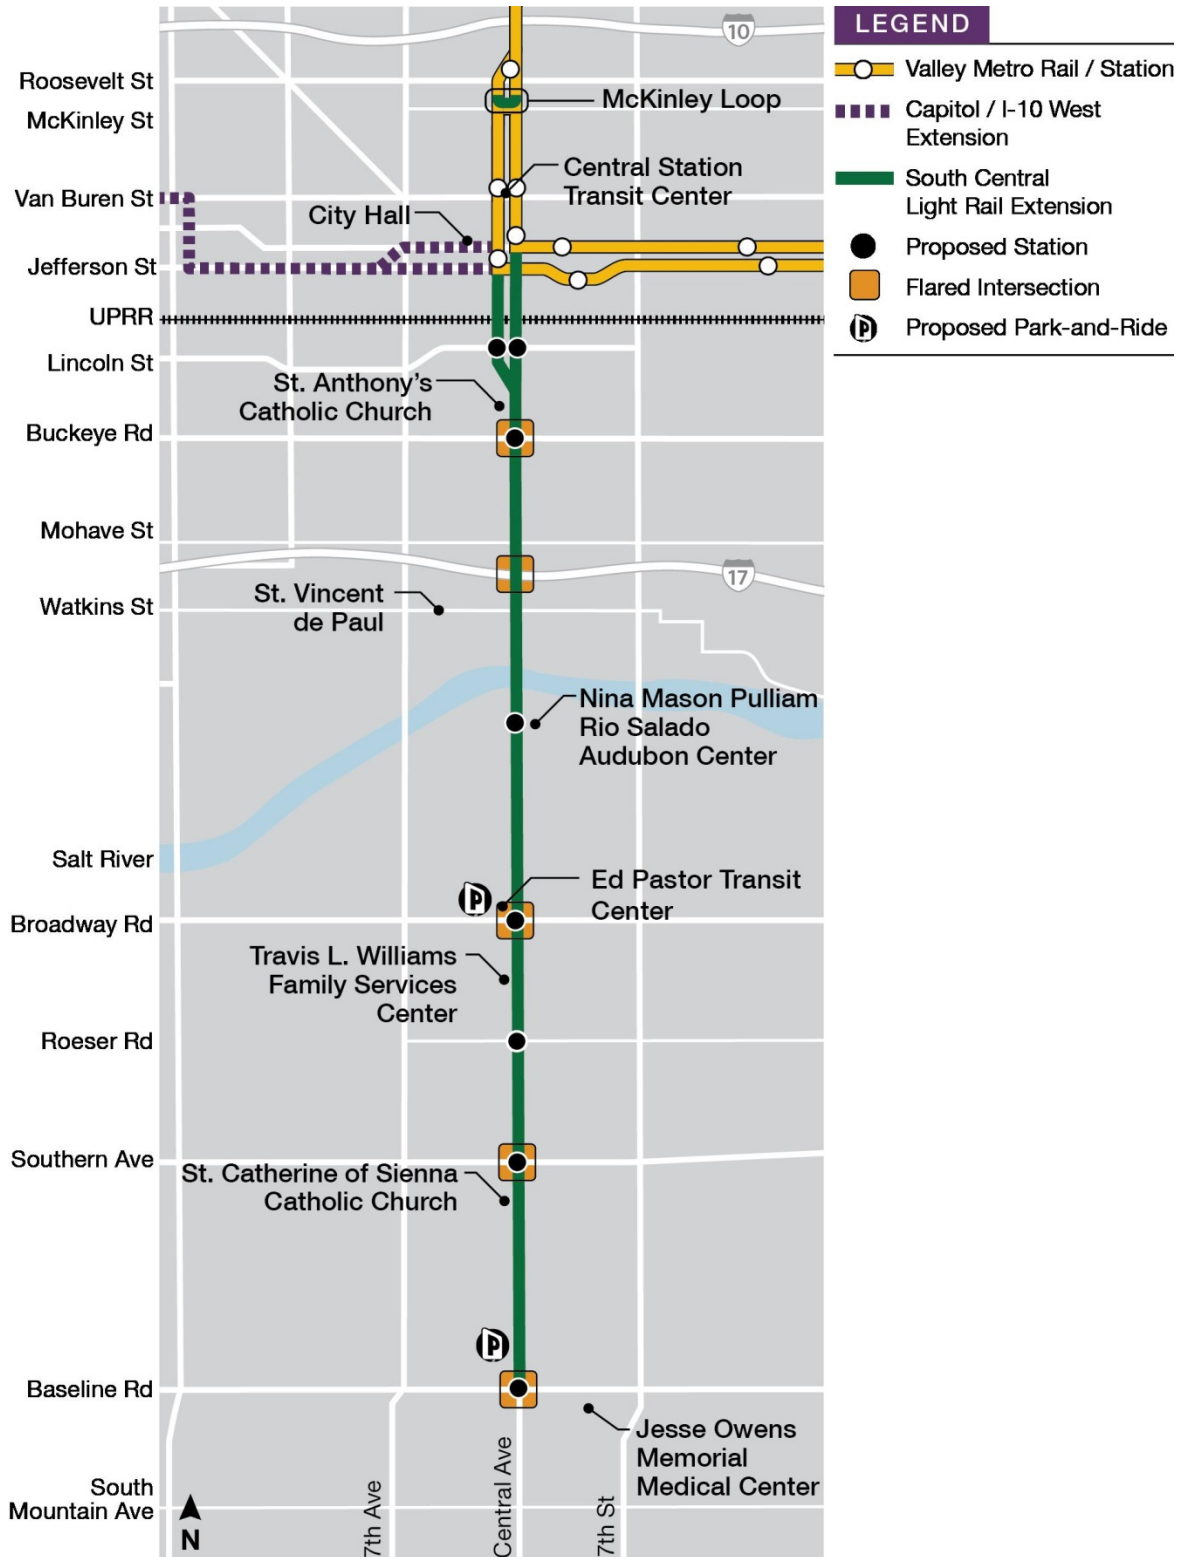 LEGEND
Valley Metro Rail / Station
Capitol / I-10 West
Extension
South Central
Light Rail Extension
Proposed Station
Flared Intersection
P Proposed Park-and-Ride
10
Roosevelt St
McKinley Loop
McKinley St
Central Station
Transit Center
Van Buren St
City Hall
Jefferson St
UPRR
Lincoln St
St. Anthony's
Catholic Church
Buckeye Rd
Mohave St
17
Watkins St
St. Vincent
de Paul
Nina Mason Pulliam
Rio Salado
Audubon Center
Salt River
Ed Pastor Transit
Center
P
Broadway Rd
Travis L. Williams
Family Services
Center
Roeser Rd
Southern Ave
St. Catherine of Sienna
Catholic Church
P
Baseline Rd
Jesse Owens
Memorial
Medical Center
South
Mountain Ave
N
7th Ave
Central Ave
7th St